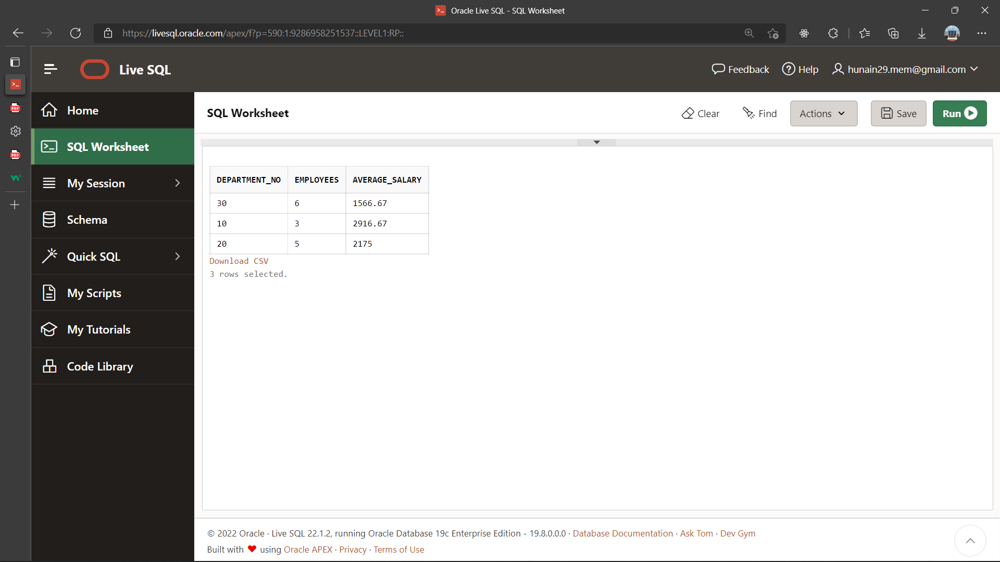 Oracle Live SQL - SQL Worksheet
https://livesql.oracle.com/apex/f?p=590:1:9286958251537::LEVEL1:RP::
Live SQL
Feedback
Help
hunain29.mem@gmail.com
PDF
PDF
Home
SQL Worksheet
My Session
Schema
Quick SQL
My Scripts
My Tutorials
Code Library
SQL Worksheet
Clear
Find
Actions
Save
Run
DEPARTMENT_NO EMPLOYEES AVERAGE_SALARY
30 6 1566.67
10 3 2916.67
20 5 2175
Download CSV
3 rows selected.
© 2022 Oracle · Live SQL 22.1.2, running Oracle Database 19c Enterprise Edition - 19.8.0.0.0 · Database Documentation · Ask Tom · Dev Gym
Built with ❤ using Oracle APEX · Privacy · Terms of Use